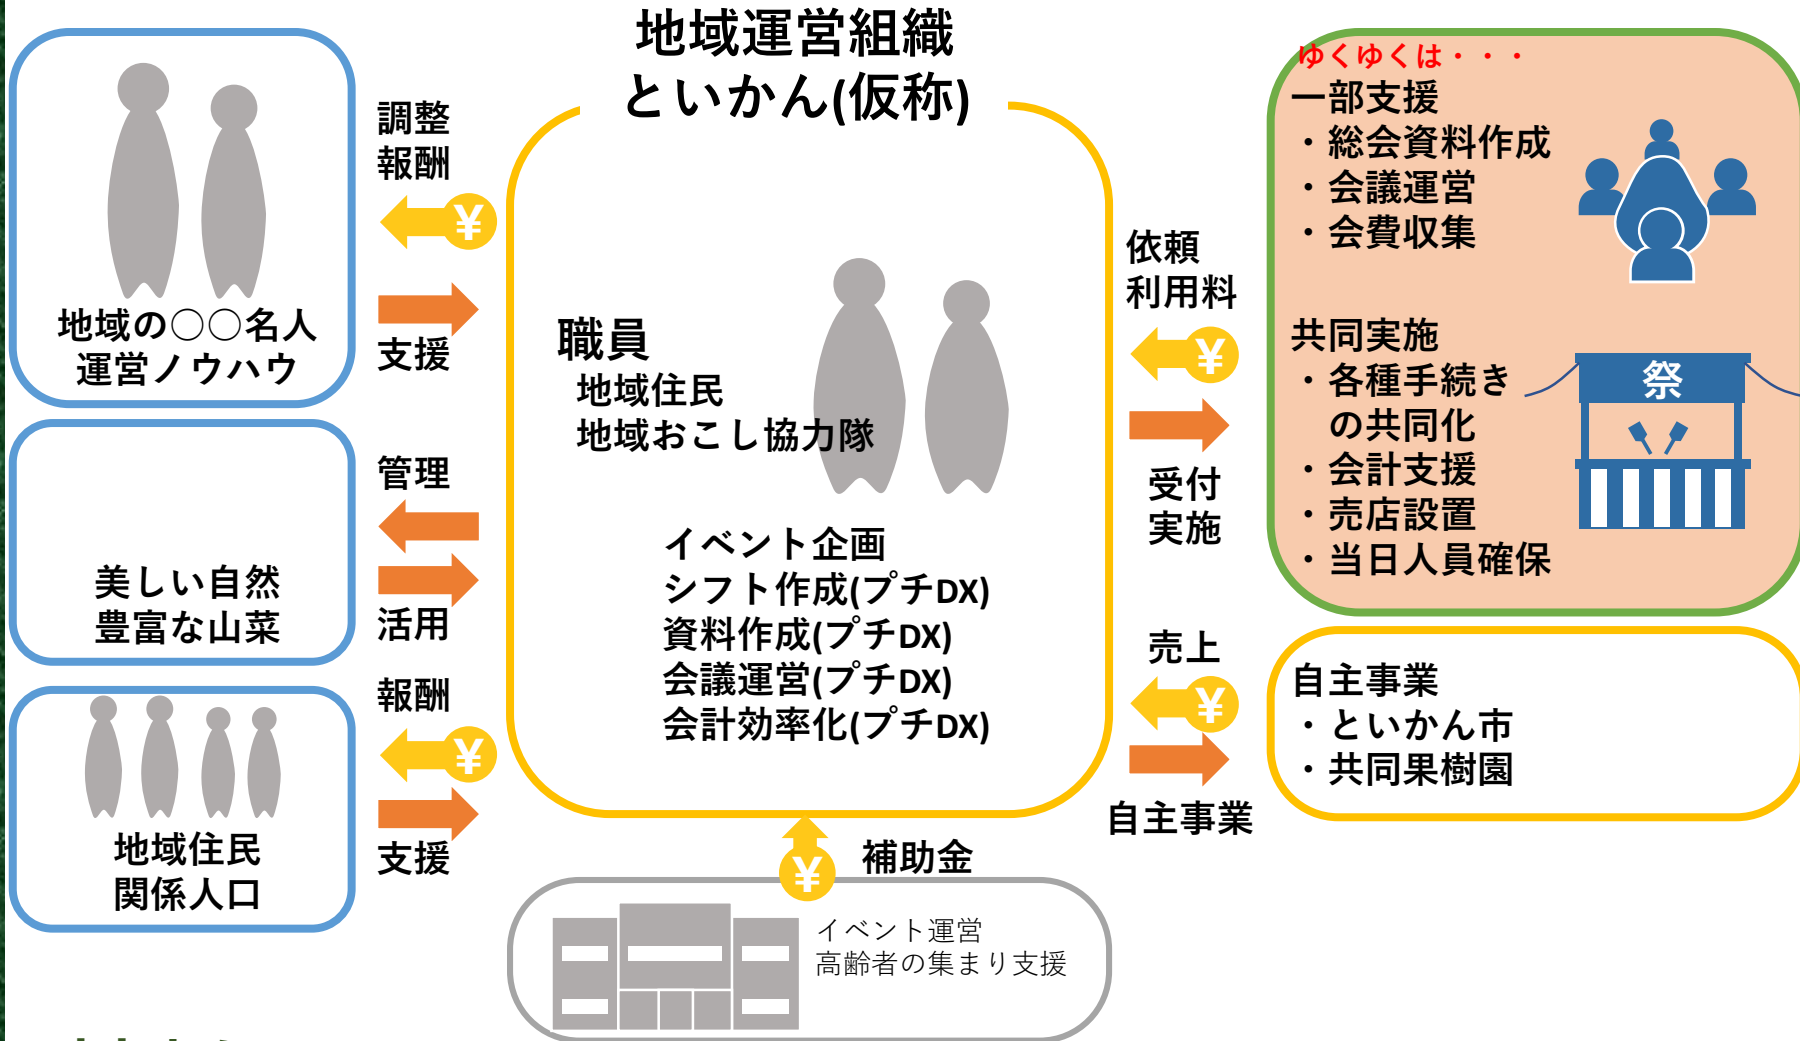 地域運営組織
といかん(仮称)
地域の○○名人
運営ノウハウ
調整
報酬
¥
支援
美しい自然
豊富な山菜
管理
活用
地域住民
関係人口
報酬
¥
支援
職員
地域住民
地域おこし協力隊
イベント企画
シフト作成(プチDX)
資料作成(プチDX)
会議運営(プチDX)
会計効率化(プチDX)
¥
補助金
イベント運営
高齢者の集まり支援
依頼
利用料
¥
受付
実施
売上
¥
自主事業
ゆくゆくは・・・
一部支援
・総会資料作成
・会議運営
・会費収集
共同実施
・各種手続き
の共同化
・会計支援
・売店設置
・当日人員確保
祭
自主事業
・といかん市
・共同果樹園